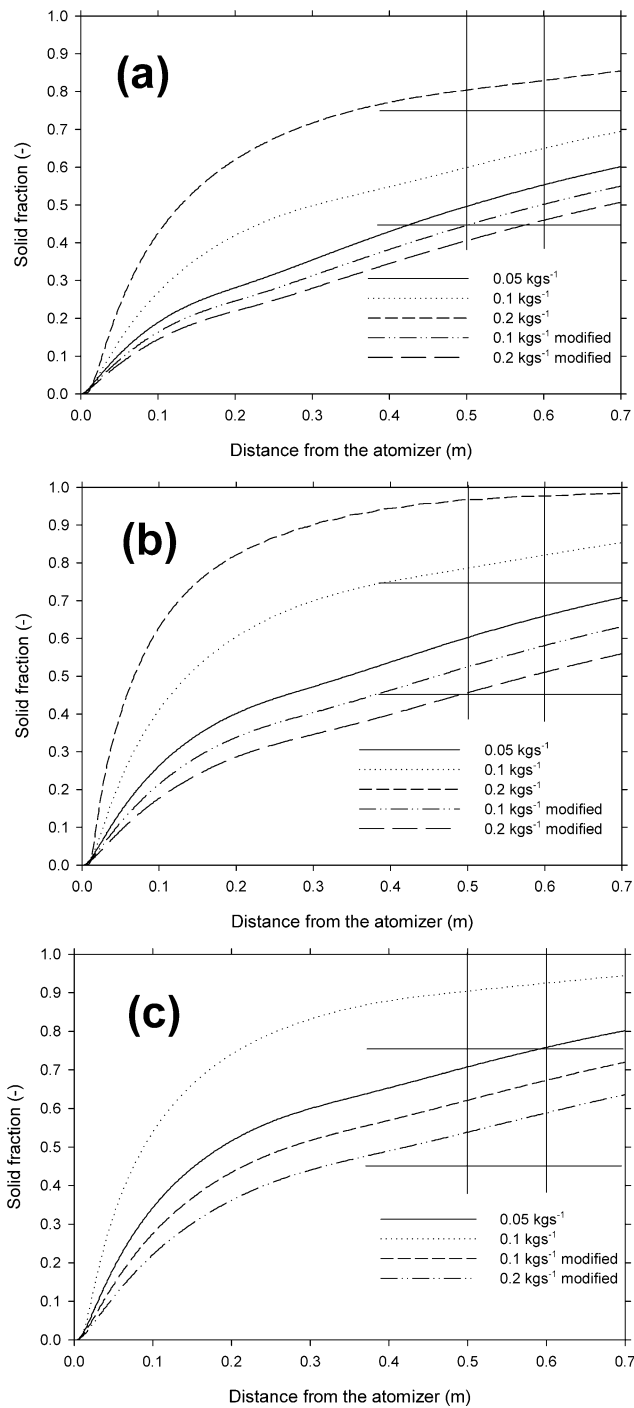 1.0
(a)
0.9
0.8
0.7
0.6
0.5
0.4
0.3
0.2
0.1
0.0
Solid fraction (-)
0.05 kgs⁻¹
0.1 kgs⁻¹
0.2 kgs⁻¹
0.1 kgs⁻¹ modified
0.2 kgs⁻¹ modified
0.0 0.1 0.2 0.3 0.4 0.5 0.6 0.7
Distance from the atomizer (m)
1.0
(b)
0.9
0.8
0.7
0.6
0.5
0.4
0.3
0.2
0.1
0.0
Solid fraction (-)
0.05 kgs⁻¹
0.1 kgs⁻¹
0.2 kgs⁻¹
0.1 kgs⁻¹ modified
0.2 kgs⁻¹ modified
0.0 0.1 0.2 0.3 0.4 0.5 0.6 0.7
Distance from the atomizer (m)
1.0
(c)
0.9
0.8
0.7
0.6
0.5
0.4
0.3
0.2
0.1
0.0
Solid fraction (-)
0.05 kgs⁻¹
0.1 kgs⁻¹
0.1 kgs⁻¹ modified
0.2 kgs⁻¹ modified
0.0 0.1 0.2 0.3 0.4 0.5 0.6 0.7
Distance from the atomizer (m)